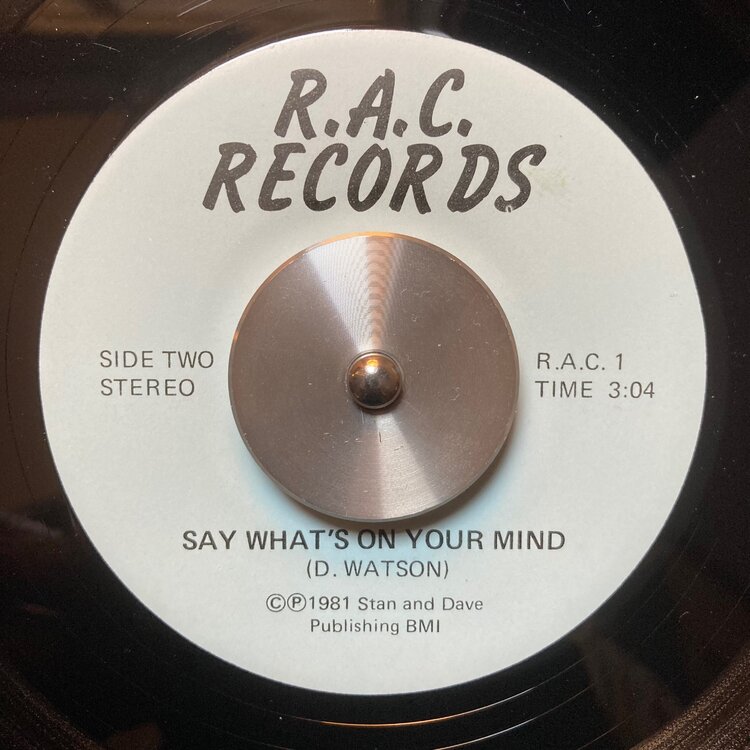 R.A.C.
RECORDS
SIDE TWO
STEREO
R.A.C. 1
TIME 3:04
SAY WHAT'S ON YOUR MIND
(D. WATSON)
©℗1981 Stan and Dave
Publishing BMI